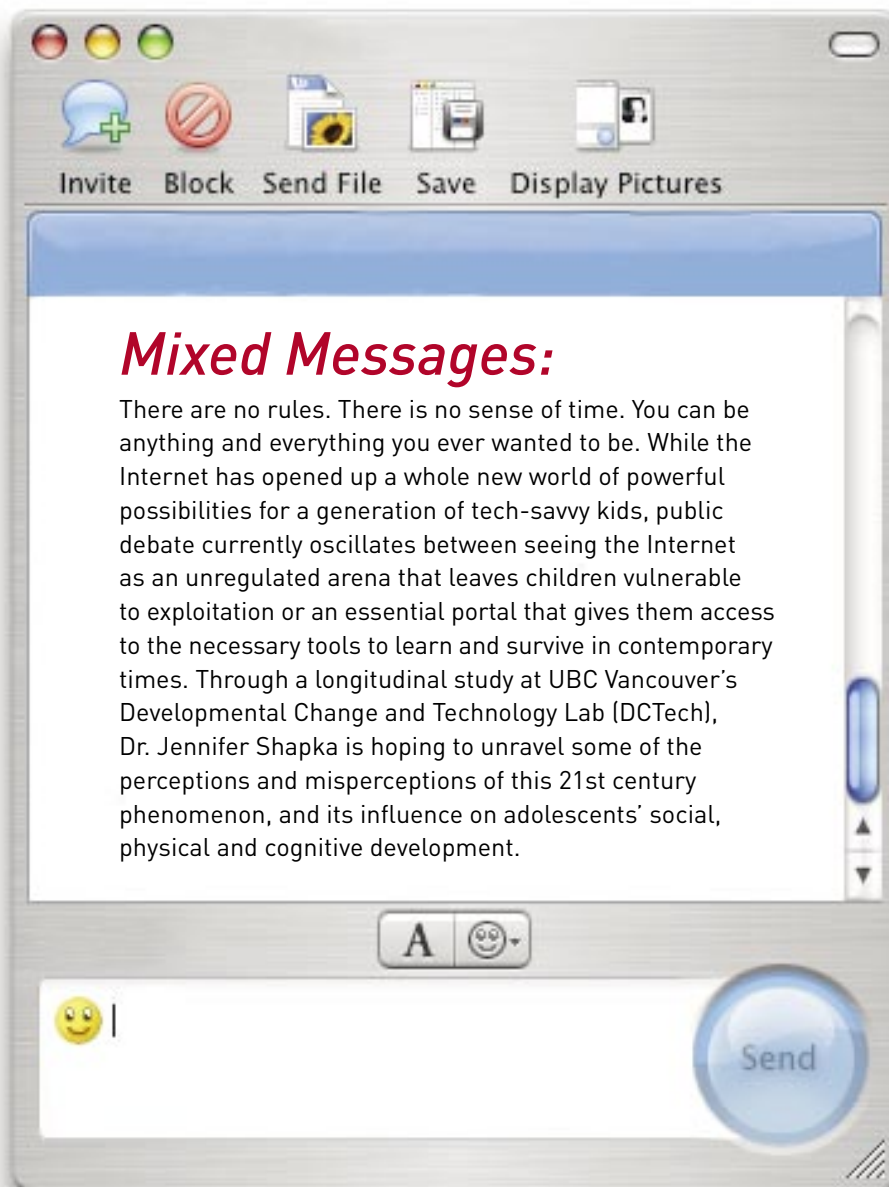 Invite Block Send File Save Display Pictures
Mixed Messages:
There are no rules. There is no sense of time. You can be
anything and everything you ever wanted to be. While the
Internet has opened up a whole new world of powerful
possibilities for a generation of tech-savvy kids, public
debate currently oscillates between seeing the Internet
as an unregulated arena that leaves children vulnerable
to exploitation or an essential portal that gives them access
to the necessary tools to learn and survive in contemporary
times. Through a longitudinal study at UBC Vancouver’s
Developmental Change and Technology Lab (DCTech),
Dr. Jennifer Shapka is hoping to unravel some of the
perceptions and misperceptions of this 21st century
phenomenon, and its influence on adolescents’ social,
physical and cognitive development.
A
Send